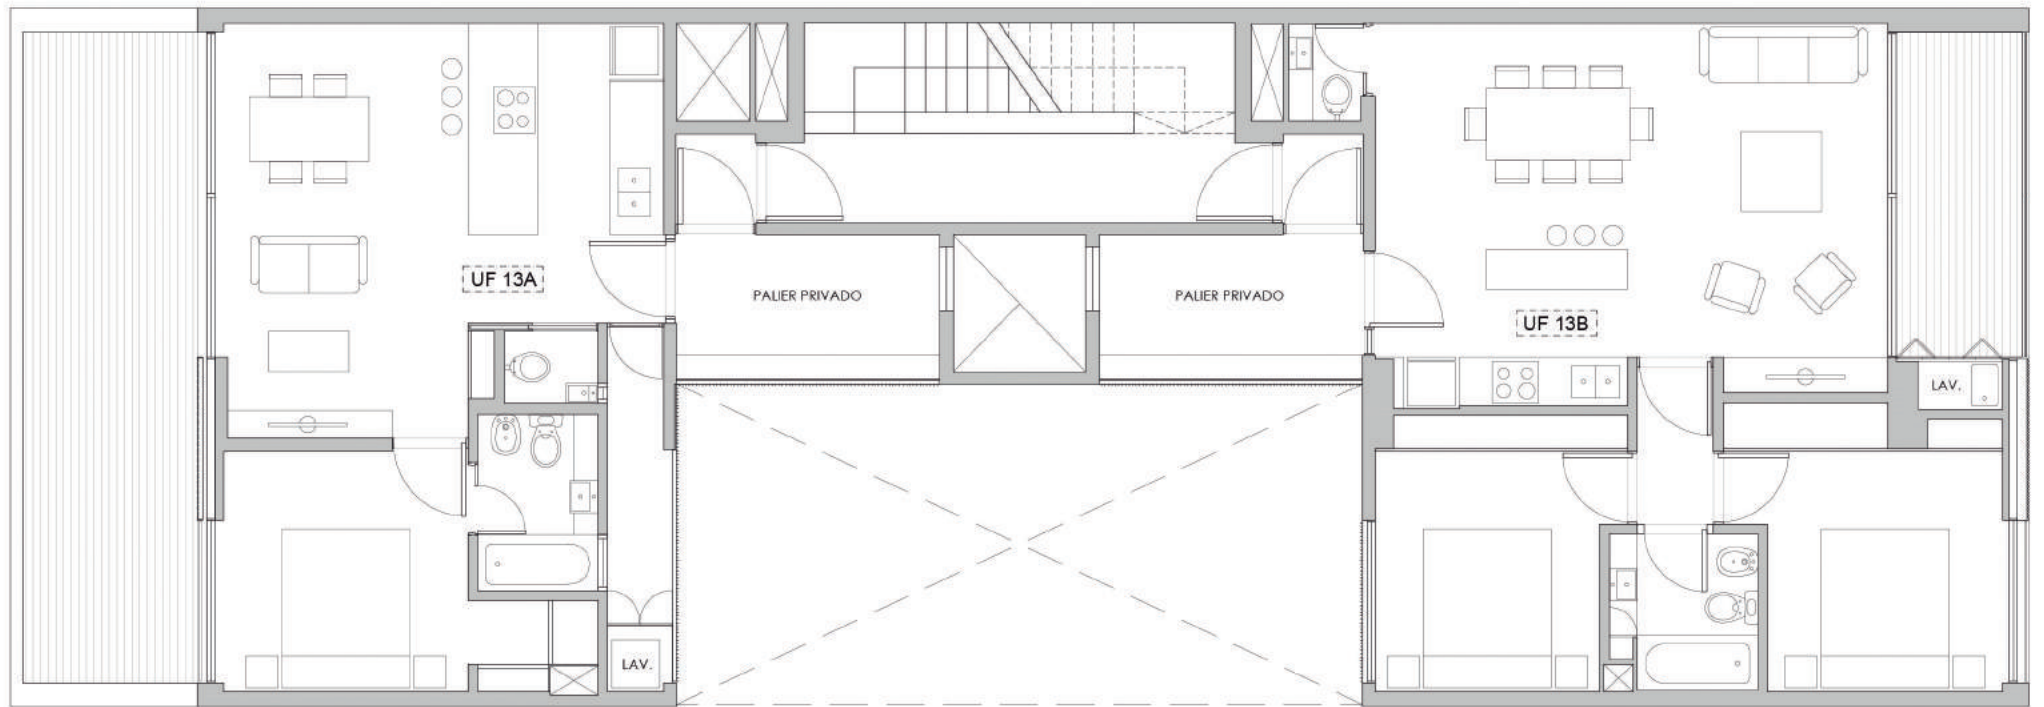 UF 13A
PALIER PRIVADO
PALIER PRIVADO
UF 13B
LAV.
LAV.